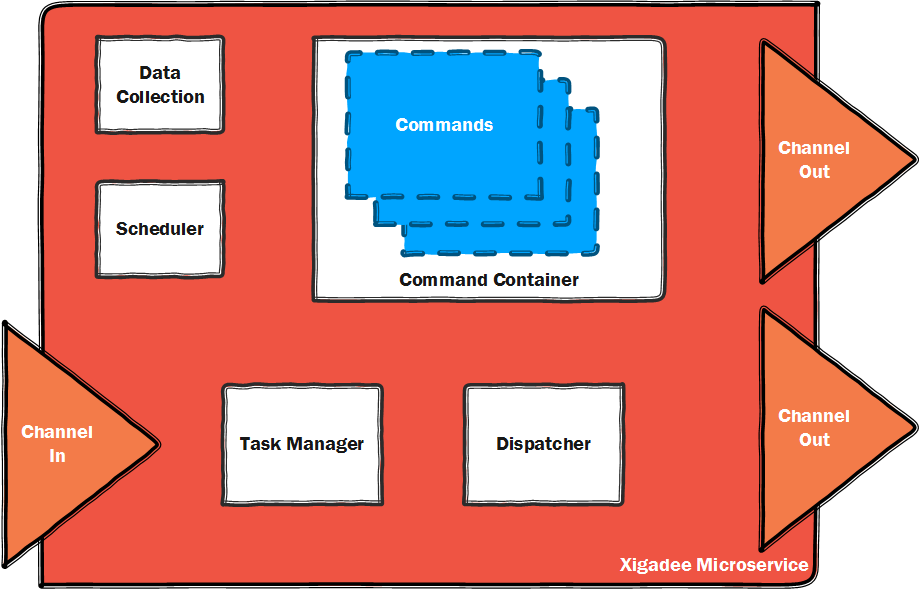 Data
Collection
Commands
Channel
Out
Scheduler
Command Container
Channel
In
Task Manager
Dispatcher
Channel
Out
Xigadee Microservice